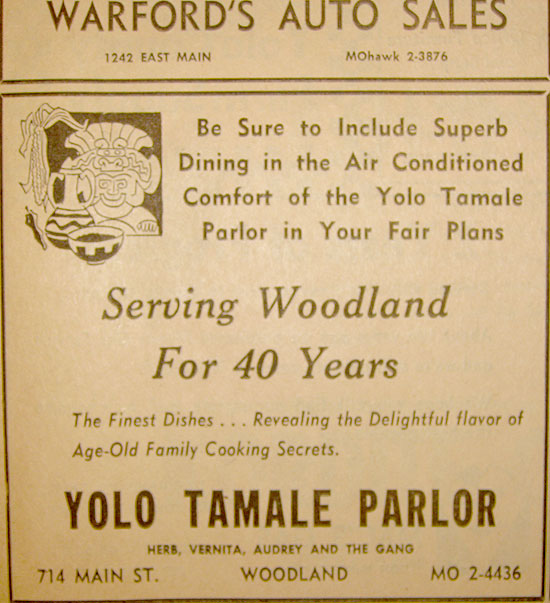 WARFORD'S AUTO SALES
1242 EAST MAIN MOhawk 2-3876
Be Sure to Include Superb
Dining in the Air Conditioned
Comfort of the Yolo Tamale
Parlor in Your Fair Plans
Serving Woodland
For 40 Years
The Finest Dishes . . . Revealing the Delightful flavor of
Age-Old Family Cooking Secrets.
YOLO TAMALE PARLOR
HERB, VERNITA, AUDREY AND THE GANG
714 MAIN ST. WOODLAND MO 2-4436